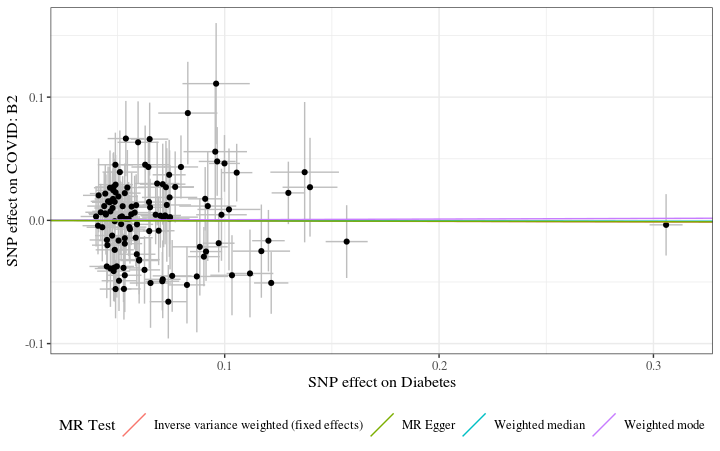 SNP effect on COVID: B2
0.1
0.0
-0.1
0.1
0.2
0.3
SNP effect on Diabetes
MR Test
Inverse variance weighted (fixed effects)
MR Egger
Weighted median
Weighted mode